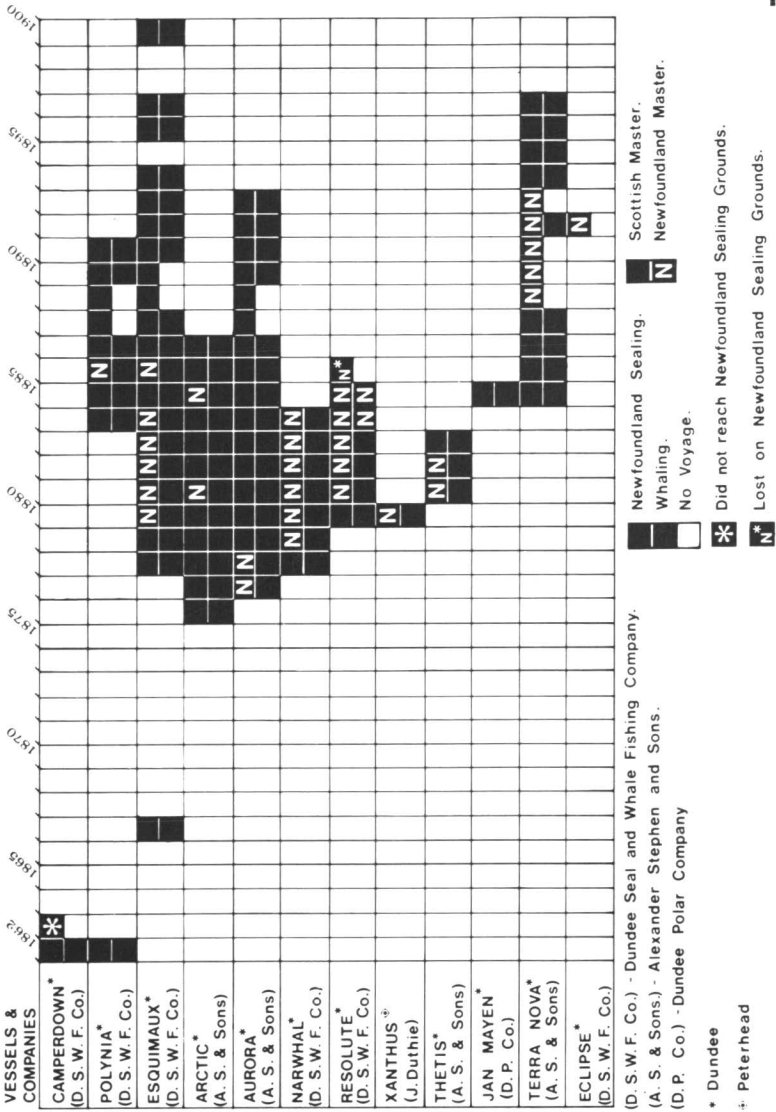 VESSELS &
COMPANIES
1862 1865 1870 1875 1880 1885 1890 1895 1900
CAMPERDOWN*
(D. S. W. F. Co.)
*
POLYNIA*
(D. S. W. F. Co.)
N
ESQUIMAUX*
(D. S. W. F. Co.)
N N N N N N
ARCTIC*
(A. S. & Sons)
N N
AURORA*
(A. S. & Sons)
N N
NARWHAL*
(D. S. W. F. Co.)
N N N N N N
RESOLUTE*
(D. S. W. F. Co.)
N N N N N N*
N N
XANTHUS⌖
(J. Duthie)
N
THETIS*
(A. S. & Sons)
N N
JAN MAYEN*
(D. P. Co.)
TERRA NOVA*
(A. S. & Sons)
N N N N N
ECLIPSE*
(D. S. W. F. Co.)
N
(D. S. W. F. Co.) - Dundee Seal and Whale Fishing Company.
(A. S. & Sons.) - Alexander Stephen and Sons.
(D. P. Co.) - Dundee Polar Company
* Dundee
⌖ Peterhead
Newfoundland Sealing.
Whaling.
No Voyage.
* Did not reach Newfoundland Sealing Grounds.
N* Lost on Newfoundland Sealing Grounds.
Scottish Master.
N Newfoundland Master.